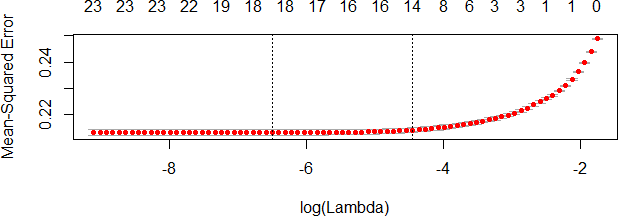 23 23 23 22 19 18 18 17 16 16 14 8 6 3 3 1 1 0
Mean-Squared Error
0.24
0.22
-8 -6 -4 -2
log(Lambda)